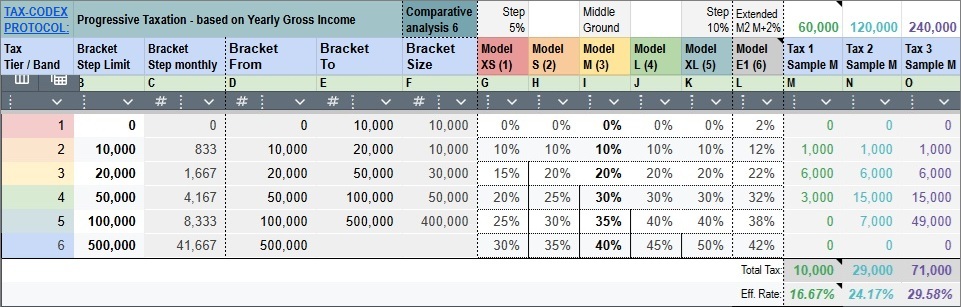 TAX-CODEX PROTOCOL: Progressive Taxation - based on Yearly Gross Income Comparative analysis 6 Step 5% Middle Ground Step 10% Extended M2 M+2% 60,000 120,000 240,000
Tax Tier / Band Bracket Step Limit Bracket Step monthly Bracket From Bracket To Bracket Size Model XS (1) Model S (2) Model M (3) Model L (4) Model XL (5) Model E1 (6) Tax 1 Sample M Tax 2 Sample M Tax 3 Sample M
B C D E F G H I J K L M N O
# # # #
1 0 0 0 10,000 10,000 0% 0% 0% 0% 0% 2% 0 0 0
2 10,000 833 10,000 20,000 10,000 10% 10% 10% 10% 10% 12% 1,000 1,000 1,000
3 20,000 1,667 20,000 50,000 30,000 15% 20% 20% 20% 20% 22% 6,000 6,000 6,000
4 50,000 4,167 50,000 100,000 50,000 20% 25% 30% 30% 30% 32% 3,000 15,000 15,000
5 100,000 8,333 100,000 500,000 400,000 25% 30% 35% 40% 40% 38% 0 7,000 49,000
6 500,000 41,667 500,000 30% 35% 40% 45% 50% 42% 0 0 0
Total Tax: 10,000 29,000 71,000
Eff. Rate: 16.67% 24.17% 29.58%